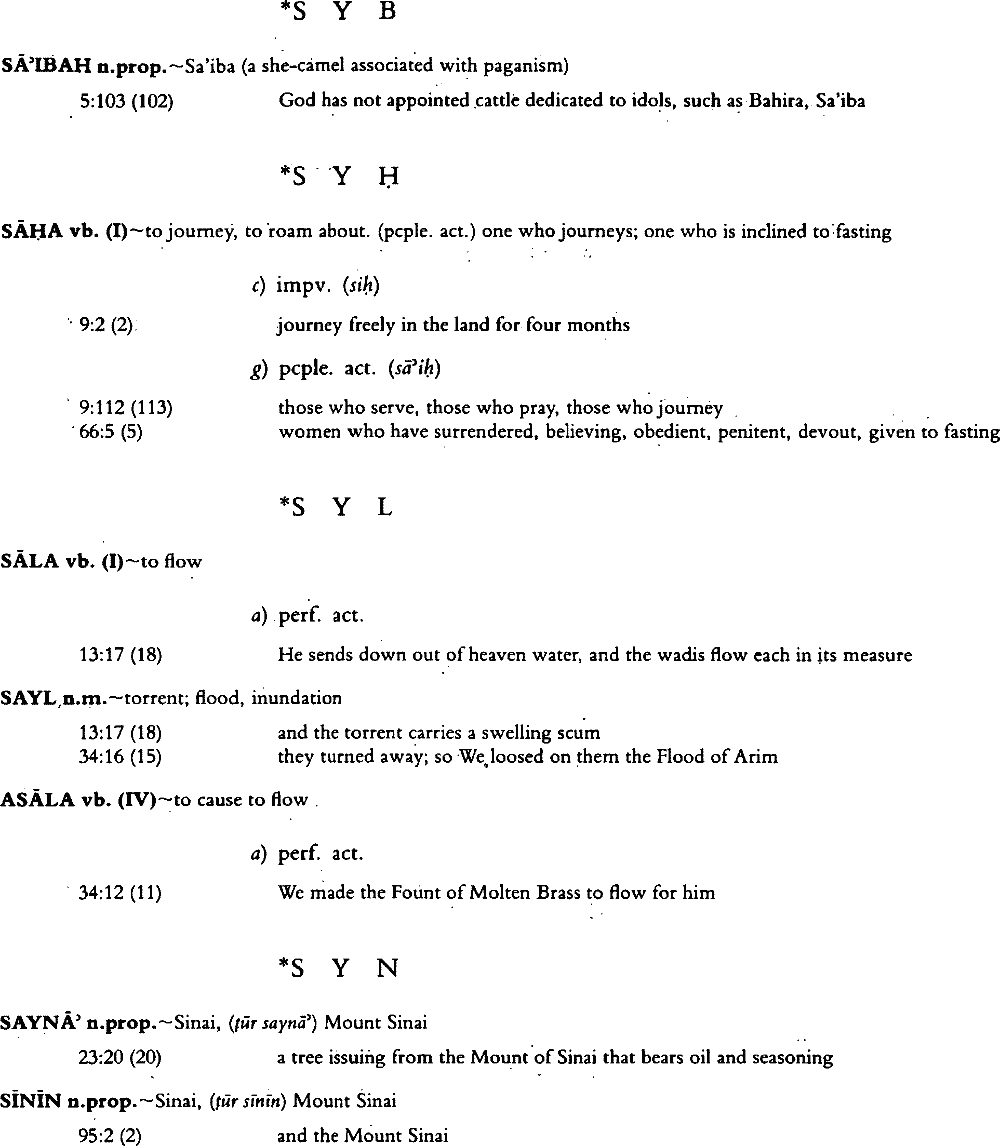 *S Y B
SĀʾIBAH n.prop.~Sa'iba (a she-camel associated with paganism)
5:103 (102) God has not appointed cattle dedicated to idols, such as Bahira, Sa'iba
*S Y Ḥ
SĀḤA vb. (I)~to journey, to roam about. (pcple. act.) one who journeys; one who is inclined to fasting
c) impv. (siḥ)
9:2 (2) journey freely in the land for four months
g) pcple. act. (sāʾiḥ)
9:112 (113) those who serve, those who pray, those who journey
66:5 (5) women who have surrendered, believing, obedient, penitent, devout, given to fasting
*S Y L
SĀLA vb. (I)~to flow
a) perf. act.
13:17 (18) He sends down out of heaven water, and the wadis flow each in its measure
SAYL n.m.~torrent; flood, inundation
13:17 (18) and the torrent carries a swelling scum
34:16 (15) they turned away; so We loosed on them the Flood of Arim
ASĀLA vb. (IV)~to cause to flow
a) perf. act.
34:12 (11) We made the Fount of Molten Brass to flow for him
*S Y N
SAYNĀʾ n.prop.~Sinai, (ṭūr saynāʾ) Mount Sinai
23:20 (20) a tree issuing from the Mount of Sinai that bears oil and seasoning
SĪNĪN n.prop.~Sinai, (ṭūr sīnīn) Mount Sinai
95:2 (2) and the Mount Sinai